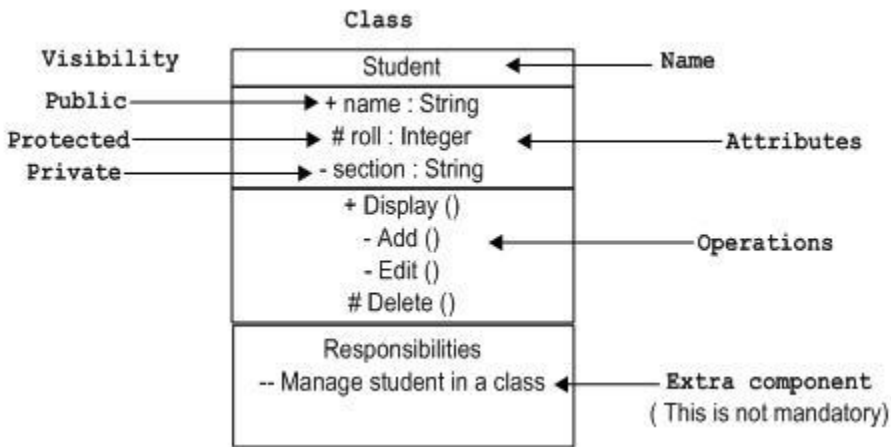 Class
Visibility
Student
Name
Public
+ name : String
Protected
# roll : Integer
Attributes
Private
- section : String
+ Display ()
- Add ()
Operations
- Edit ()
# Delete ()
Responsibilities
-- Manage student in a class
Extra component
( This is not mandatory)